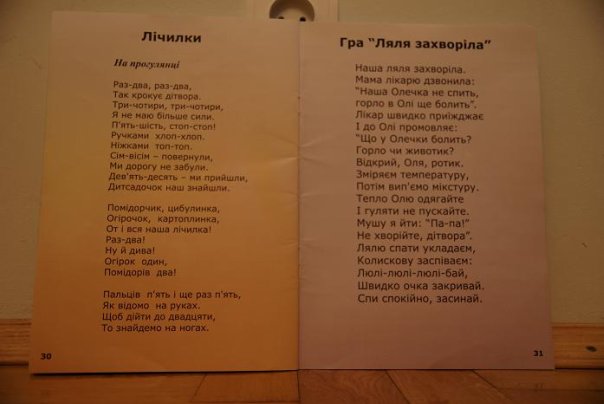 Лічилки
На прогулянці
Раз-два, раз-два,
Так крокує дітвора.
Три-чотири, три-чотири,
Я не маю більше сили.
П'ять-шість, стоп-стоп!
Ручками хлоп-хлоп.
Ніжками топ-топ.
Сім-вісім – повернули,
Ми дорогу не забули.
Дев'ять-десять – ми прийшли,
Дитсадочок наш знайшли.
Помідорчик, цибулинка,
Огірочок, картоплинка,
От і вся наша лічилка!
Раз-два!
Ну й дива!
Огірок один,
Помідорів два!
Пальців п'ять і ще раз п'ять,
Як відомо на руках.
Щоб дійти до двадцяти,
То знайдемо на ногах.
30
Гра “Ляля захворіла”
Наша ляля захворіла.
Мама лікарю дзвонила:
“Наша Олечка не спить,
горло в Олі ще болить”.
Лікар швидко приїжджає
І до Олі промовляє:
“Що у Олечки болить?
Горло чи животик?
Відкрий, Оля, ротик.
Зміряєм температуру,
Потім вип'ємо мікстуру.
Тепло Олю одягайте
І гуляти не пускайте.
Мушу я йти: “Па-па!”
Не хворійте, дітвора”.
Лялю спати укладаєм,
Колискову заспіваєм:
Люлі-люлі-люлі-бай,
Швидко очка закривай.
Спи спокійно, засинай.
31